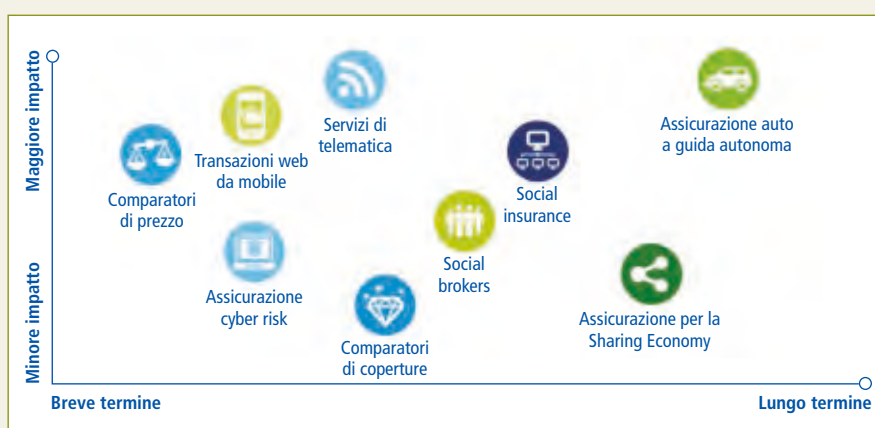 Maggiore impatto
Minore impatto
Servizi di
telematica
Assicurazione auto
a guida autonoma
Transazioni web
da mobile
Comparatori
di prezzo
Social
insurance
Social
brokers
Assicurazione
cyber risk
Assicurazione per la
Sharing Economy
Comparatori
di coperture
Breve termine
Lungo termine